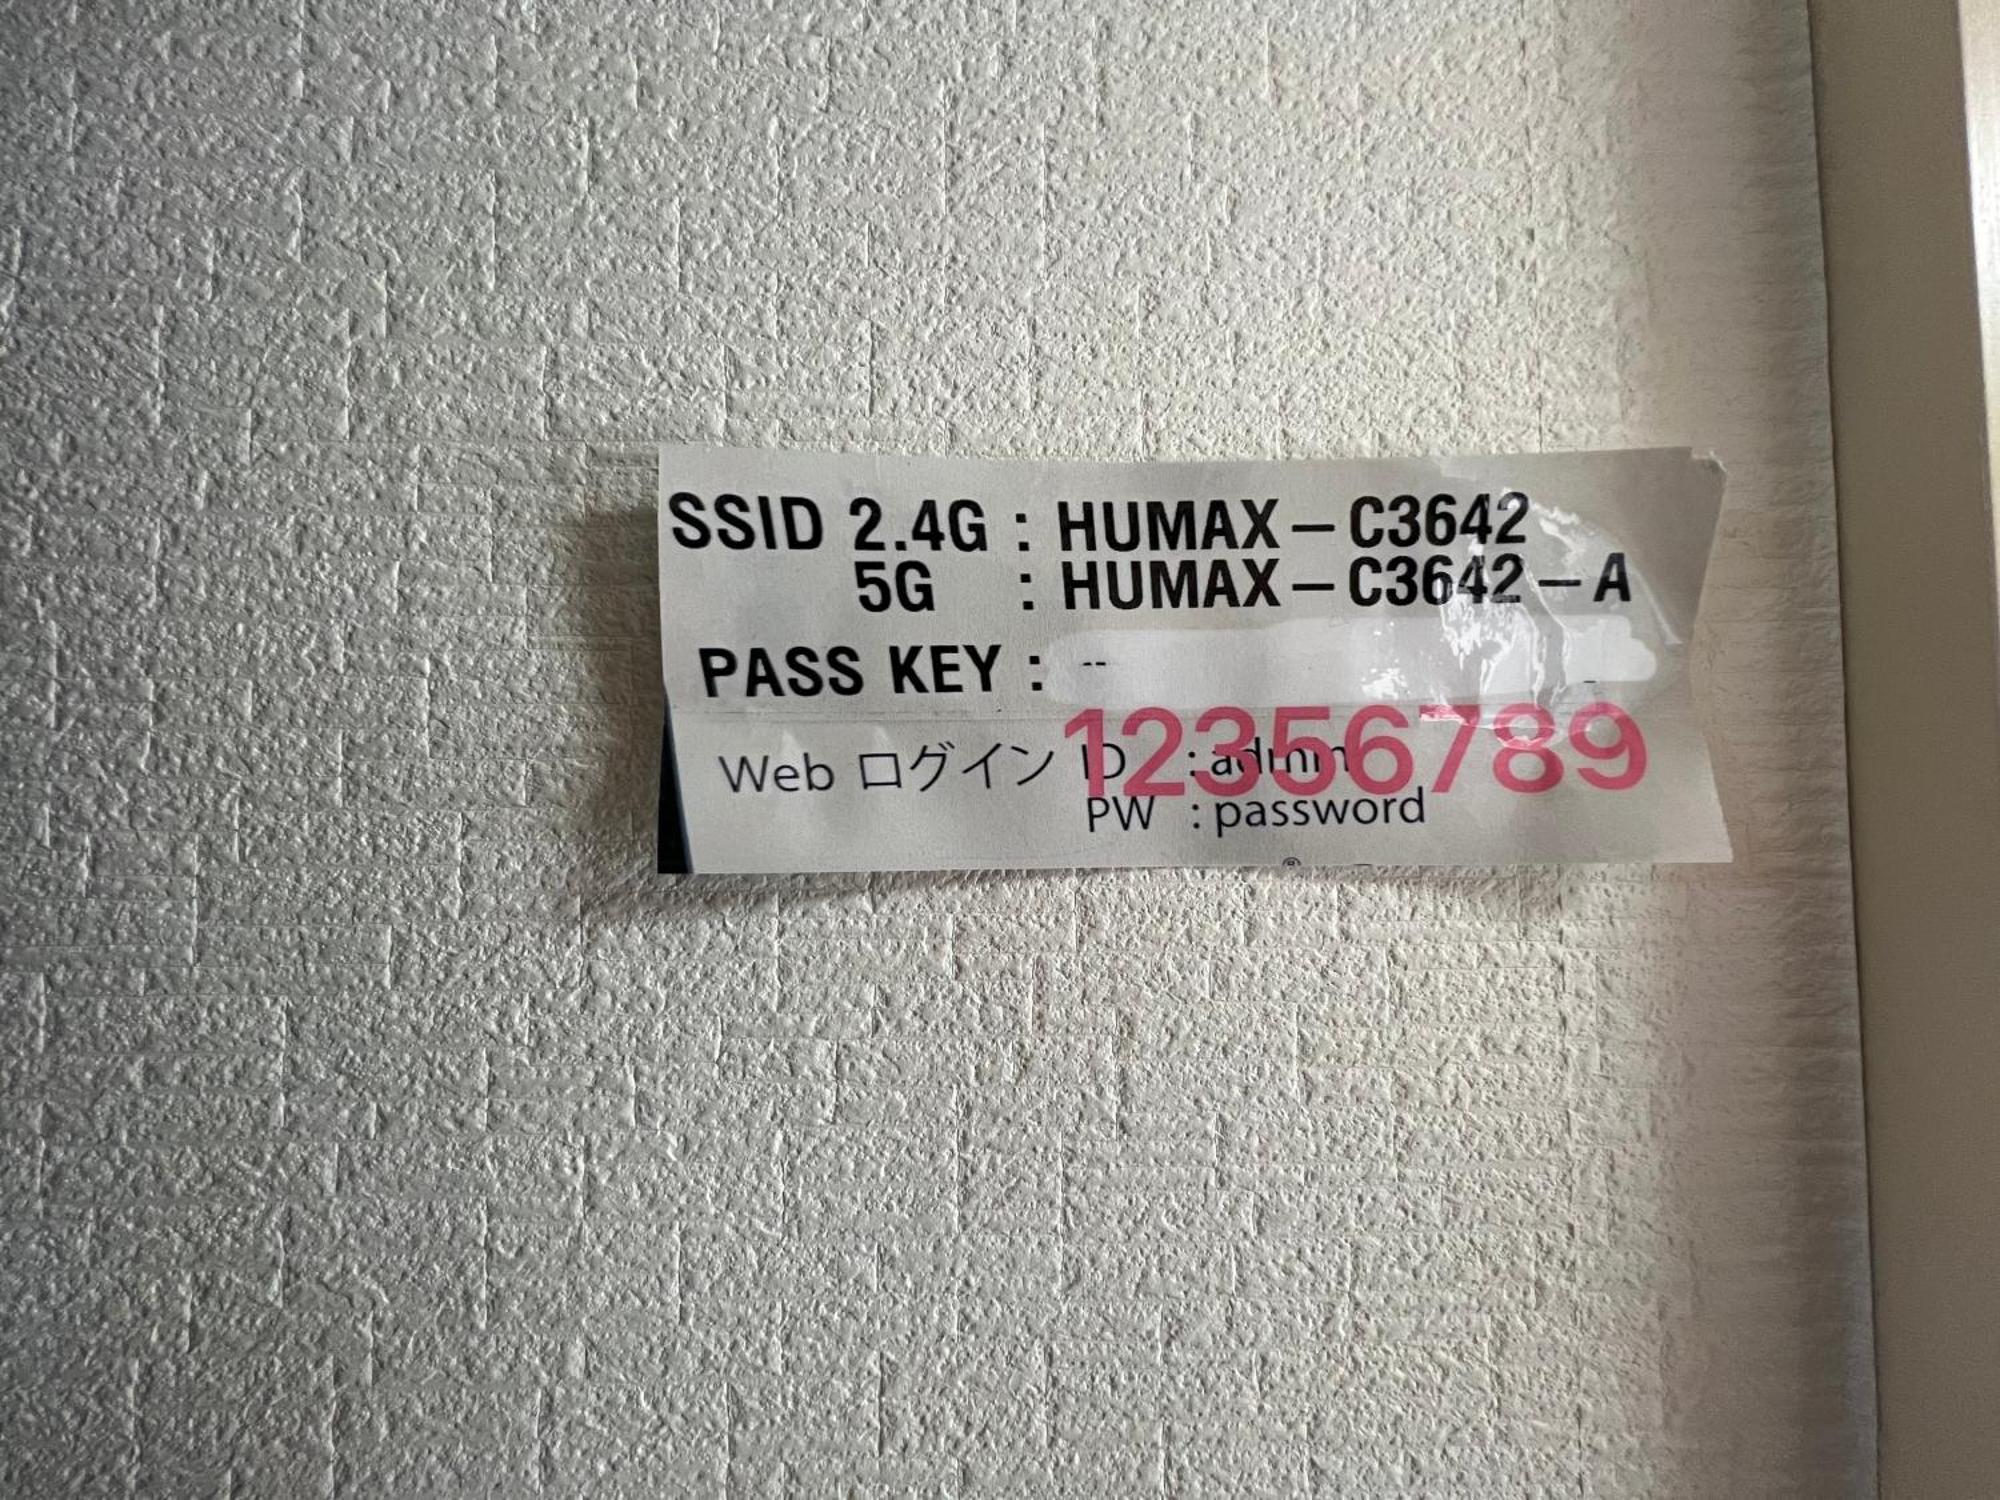 SSID 2.4G : HUMAX – C3642
5G : HUMAX – C3642 – A
PASS KEY :
12356789
Web ログイン ID : admin
PW : password